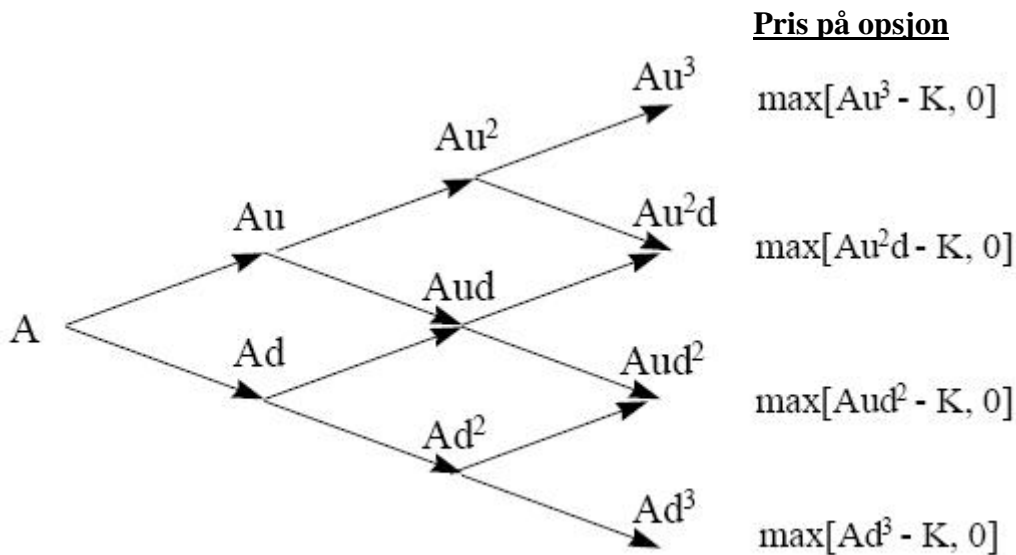 Pris på opsjon
Au³
max[Au³ - K, 0]
Au²
Au
Au²d
max[Au²d - K, 0]
Aud
A
Ad
Aud²
max[Aud² - K, 0]
Ad²
Ad³
max[Ad³ - K, 0]